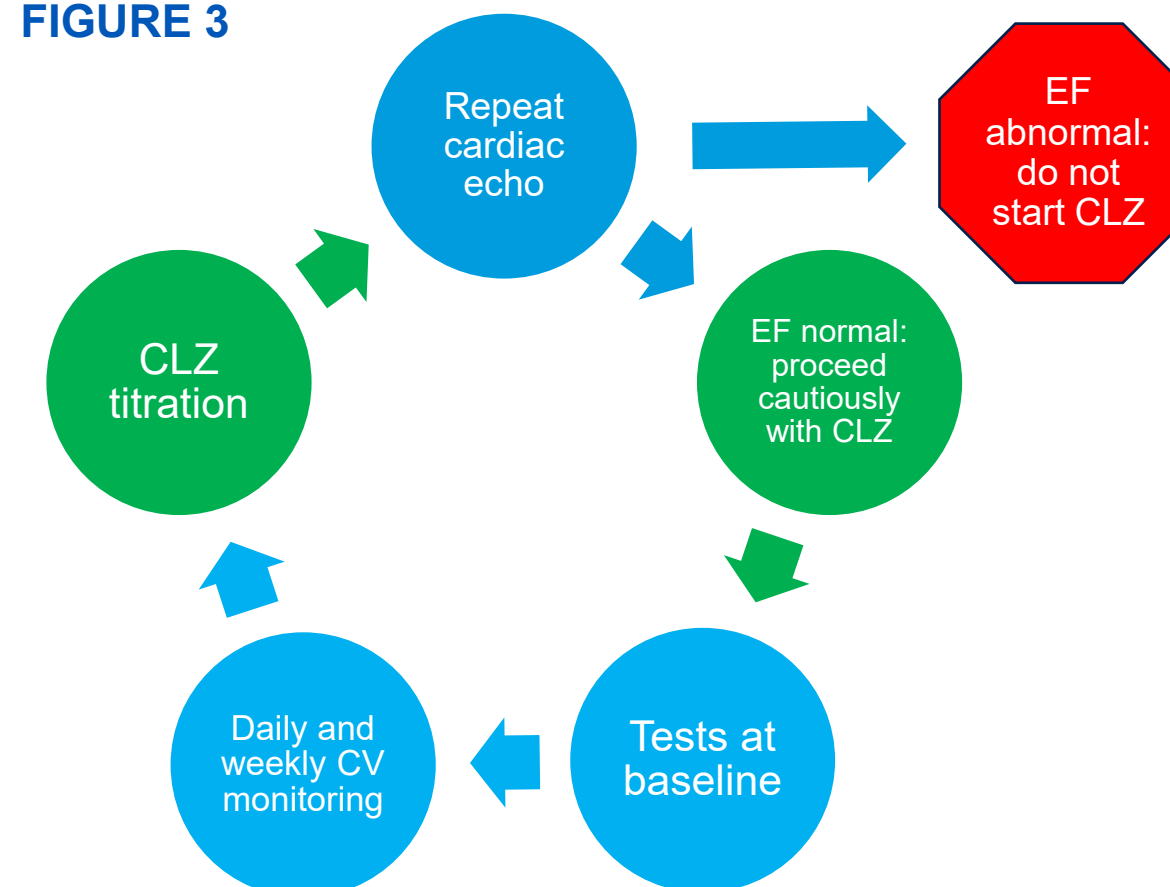 FIGURE 3
Repeat
cardiac
echo
EF
abnormal:
do not
start CLZ
EF normal:
proceed
cautiously
with CLZ
Tests at
baseline
Daily and
weekly CV
monitoring
CLZ
titration